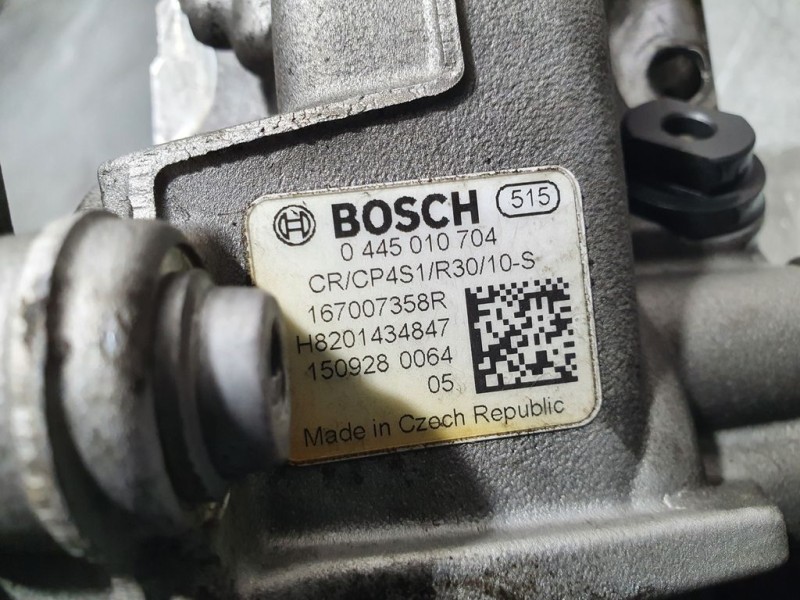 BOSCH 515
0 445 010 704
CR/CP4S1/R30/10-S
167007358R
H8201434847
150928 0064
05
Made in Czech Republic